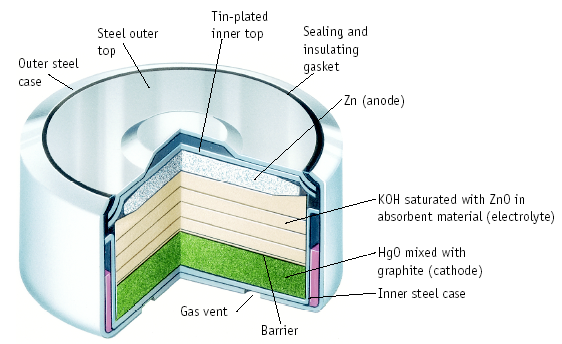 Tin-plated
inner top
Steel outer
top
Sealing and
insulating
gasket
Outer steel
case
Zn (anode)
KOH saturated with ZnO in
absorbent material (electrolyte)
HgO mixed with
graphite (cathode)
Inner steel case
Gas vent
Barrier